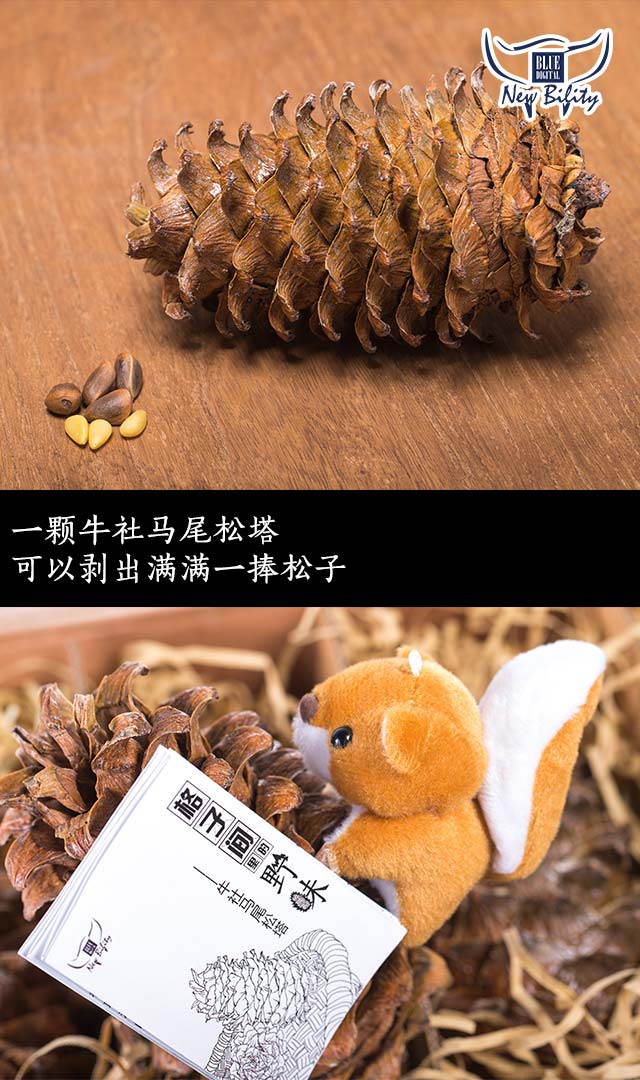 BLUE
DIGITAL
New Bifity
一颗牛社马尾松塔
可以剥出满满一捧松子
格子间里的
野味
——牛社马尾松塔
New Bifity